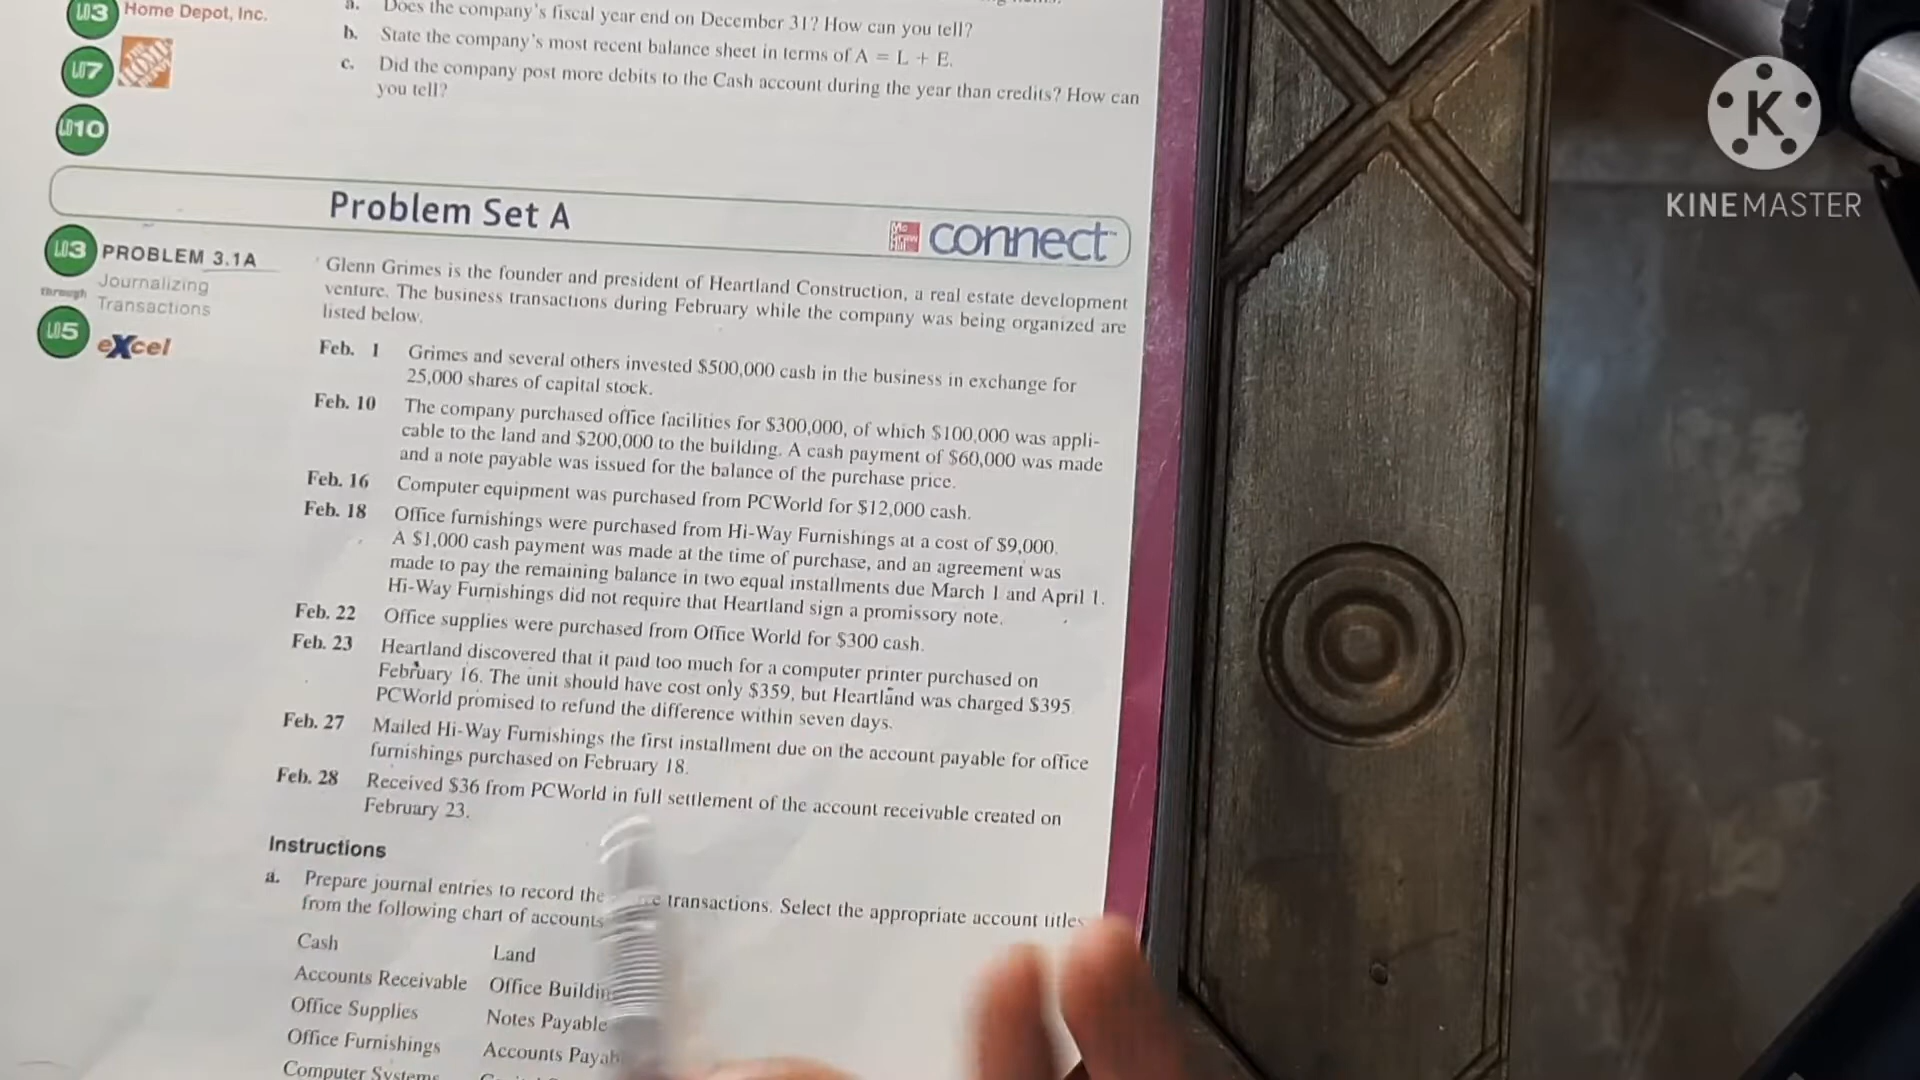 LO3 Home Depot, Inc.
a. Does the company's fiscal year end on December 31? How can you tell?
b. State the company's most recent balance sheet in terms of A = L + E.
LO7
c. Did the company post more debits to the Cash account during the year than credits? How can
you tell?
LO10
KINEMASTER
Problem Set A
connect
LO3 PROBLEM 3.1A
through
Journalizing
Transactions
LO5
eXcel
Glenn Grimes is the founder and president of Heartland Construction, a real estate development
venture. The business transactions during February while the company was being organized are
listed below.
Feb. 1 Grimes and several others invested $500,000 cash in the business in exchange for
25,000 shares of capital stock.
Feb. 10 The company purchased office facilities for $300,000, of which $100,000 was appli-
cable to the land and $200,000 to the building. A cash payment of $60,000 was made
and a note payable was issued for the balance of the purchase price.
Feb. 16 Computer equipment was purchased from PCWorld for $12,000 cash.
Feb. 18 Office furnishings were purchased from Hi-Way Furnishings at a cost of $9,000.
A $1,000 cash payment was made at the time of purchase, and an agreement was
made to pay the remaining balance in two equal installments due March 1 and April 1.
Hi-Way Furnishings did not require that Heartland sign a promissory note.
Feb. 22 Office supplies were purchased from Office World for $300 cash.
Feb. 23 Heartland discovered that it paid too much for a computer printer purchased on
February 16. The unit should have cost only $359, but Heartland was charged $395.
PCWorld promised to refund the difference within seven days.
Feb. 27 Mailed Hi-Way Furnishings the first installment due on the account payable for office
furnishings purchased on February 18.
Feb. 28 Received $36 from PCWorld in full settlement of the account receivable created on
February 23.
Instructions
a. Prepare journal entries to record the transactions. Select the appropriate account titles
from the following chart of accounts
Cash Land
Accounts Receivable Office Buildin
Office Supplies Notes Payable
Office Furnishings Accounts Payab
Computer Systems